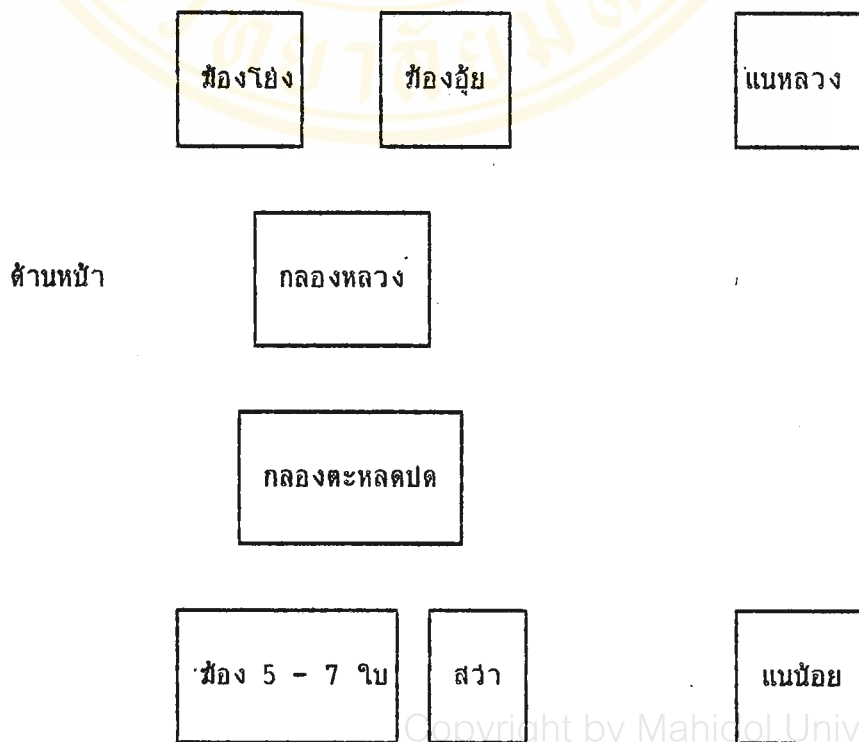 ฆ้องโย่ง ฆ้องอุ้ย แนหลวง
ด้านหน้า กลองหลวง
กลองตะหลดปด
ฆ้อง 5 - 7 ใบ สว่า แนน้อย
Copyright by Mahidol Univ